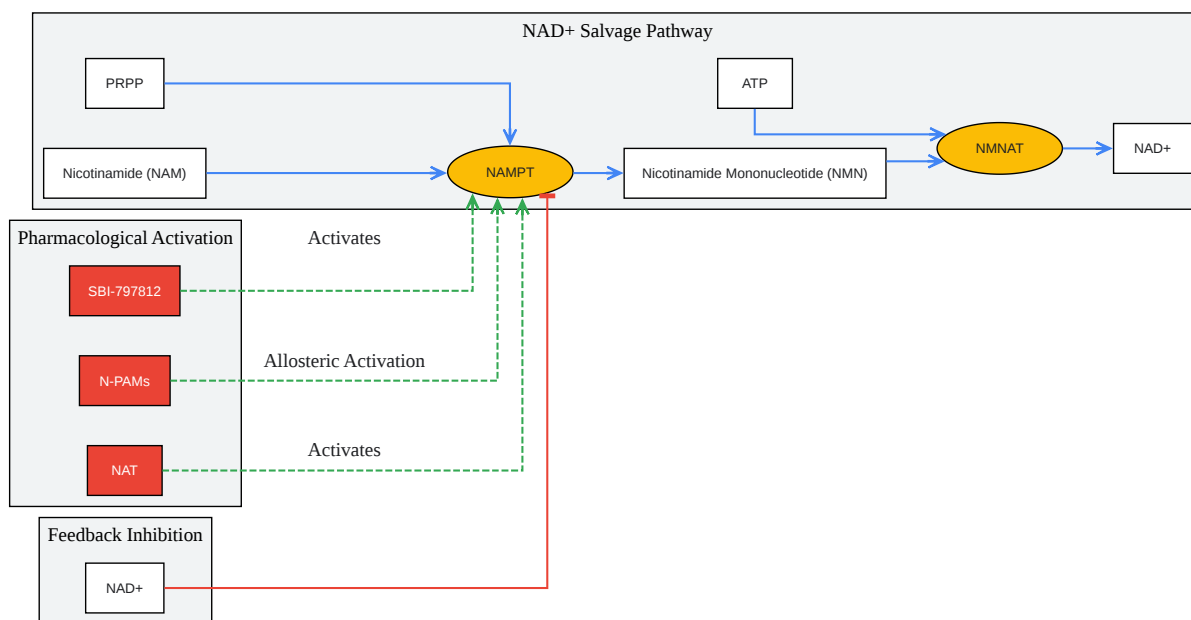 NAD+ Salvage Pathway
PRPP
ATP
Nicotinamide (NAM)
NAMPT
Nicotinamide Mononucleotide (NMN)
NMNAT
NAD+
Pharmacological Activation
Activates
SBI-797812
Allosteric Activation
N-PAMs
Activates
NAT
Feedback Inhibition
NAD+